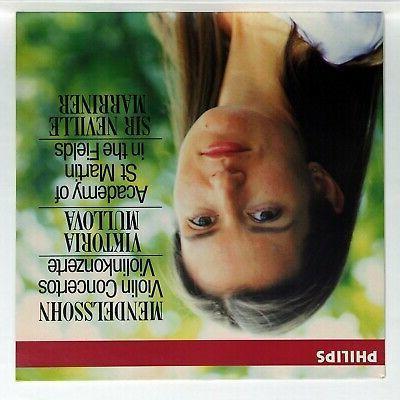 PHILIPS
MENDELSSOHN
Violin Concertos
Violinkonzerte
VIKTORIA
MULLOVA
Academy of
St Martin
in the Fields
SIR NEVILLE
MARRINER